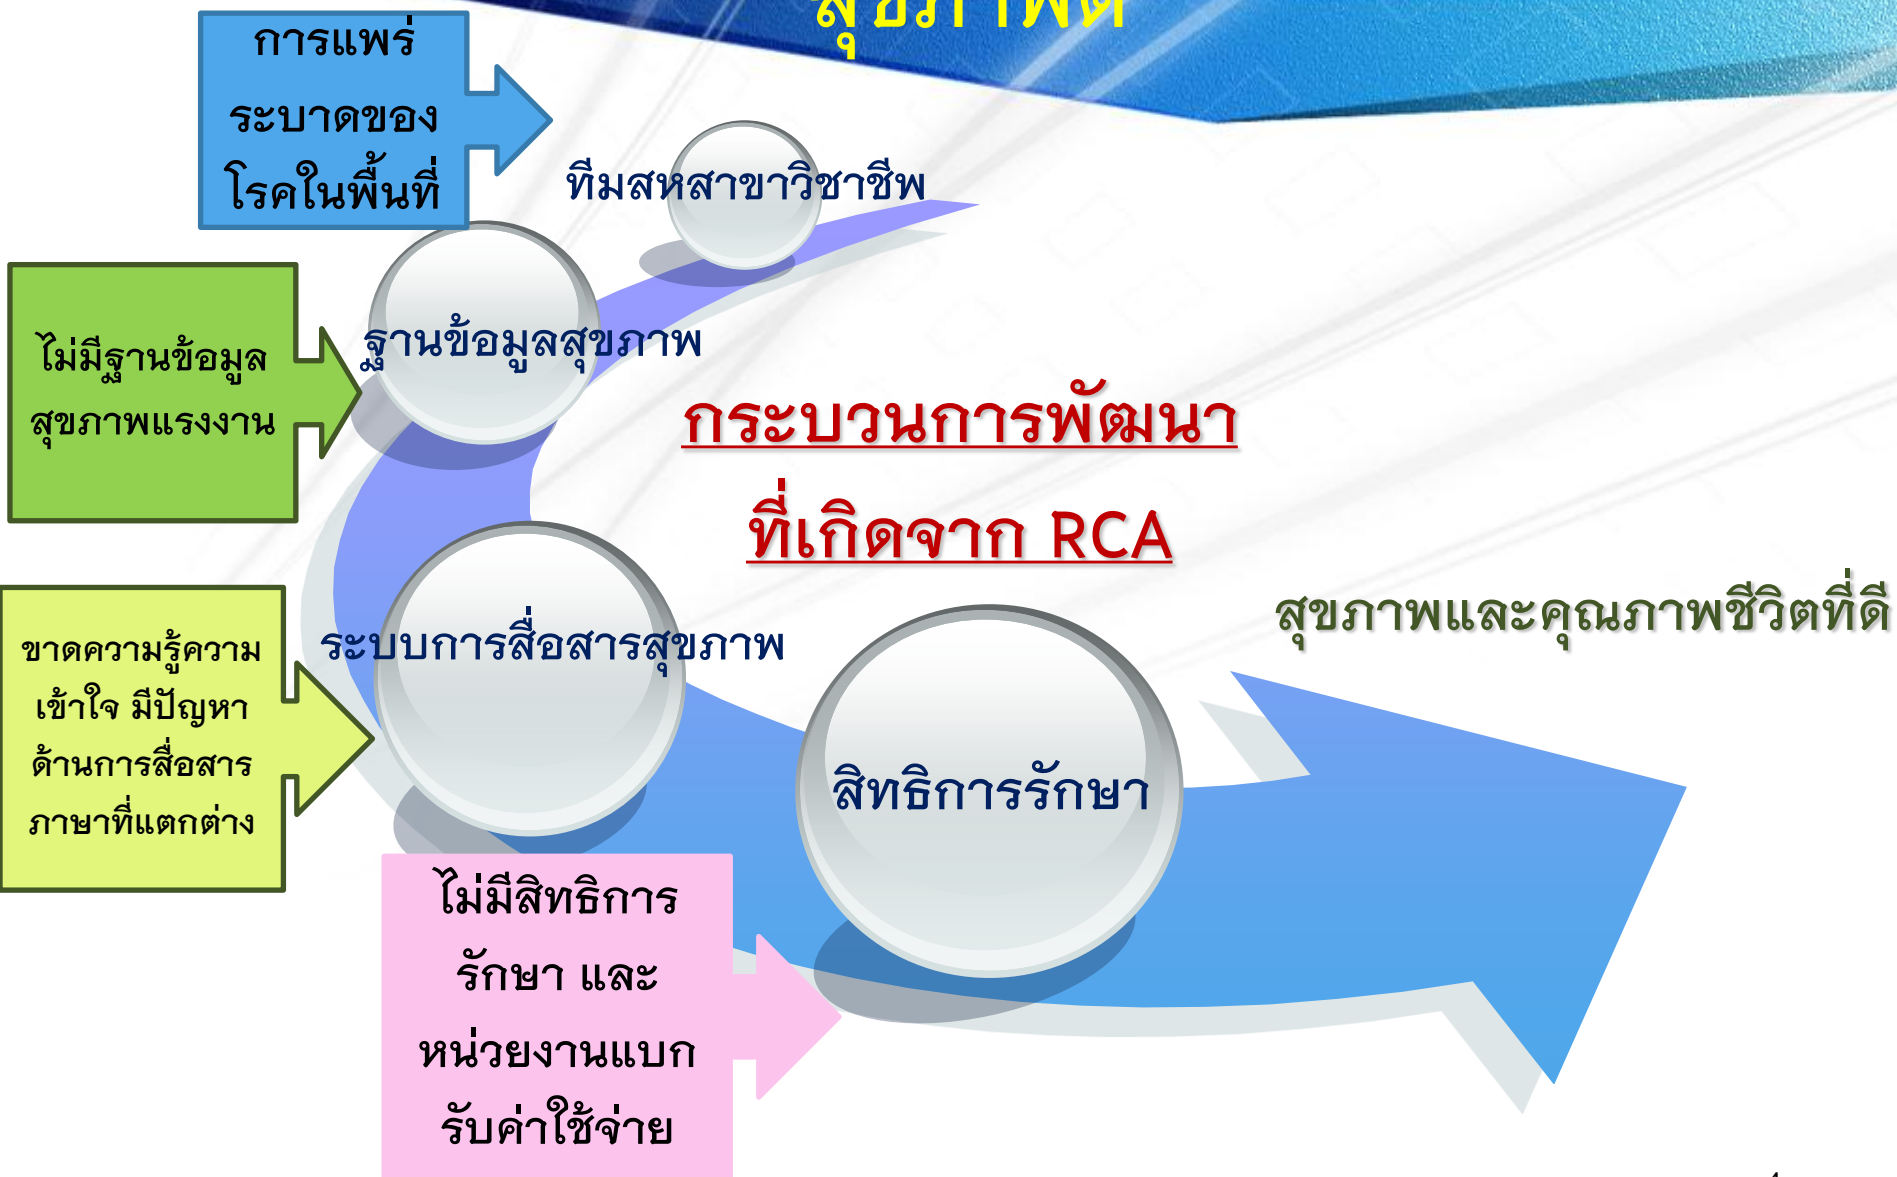 สุขภาพดี
การแพร่
ระบาดของ
โรคในพื้นที่
ทีมสหสาขาวิชาชีพ
ไม่มีฐานข้อมูล
สุขภาพแรงงาน
ฐานข้อมูลสุขภาพ
กระบวนการพัฒนา
ที่เกิดจาก RCA
ขาดความรู้ความ
เข้าใจ มีปัญหา
ด้านการสื่อสาร
ภาษาที่แตกต่าง
ระบบการสื่อสารสุขภาพ
สุขภาพและคุณภาพชีวิตที่ดี
สิทธิการรักษา
ไม่มีสิทธิการ
รักษา และ
หน่วยงานแบก
รับค่าใช้จ่าย